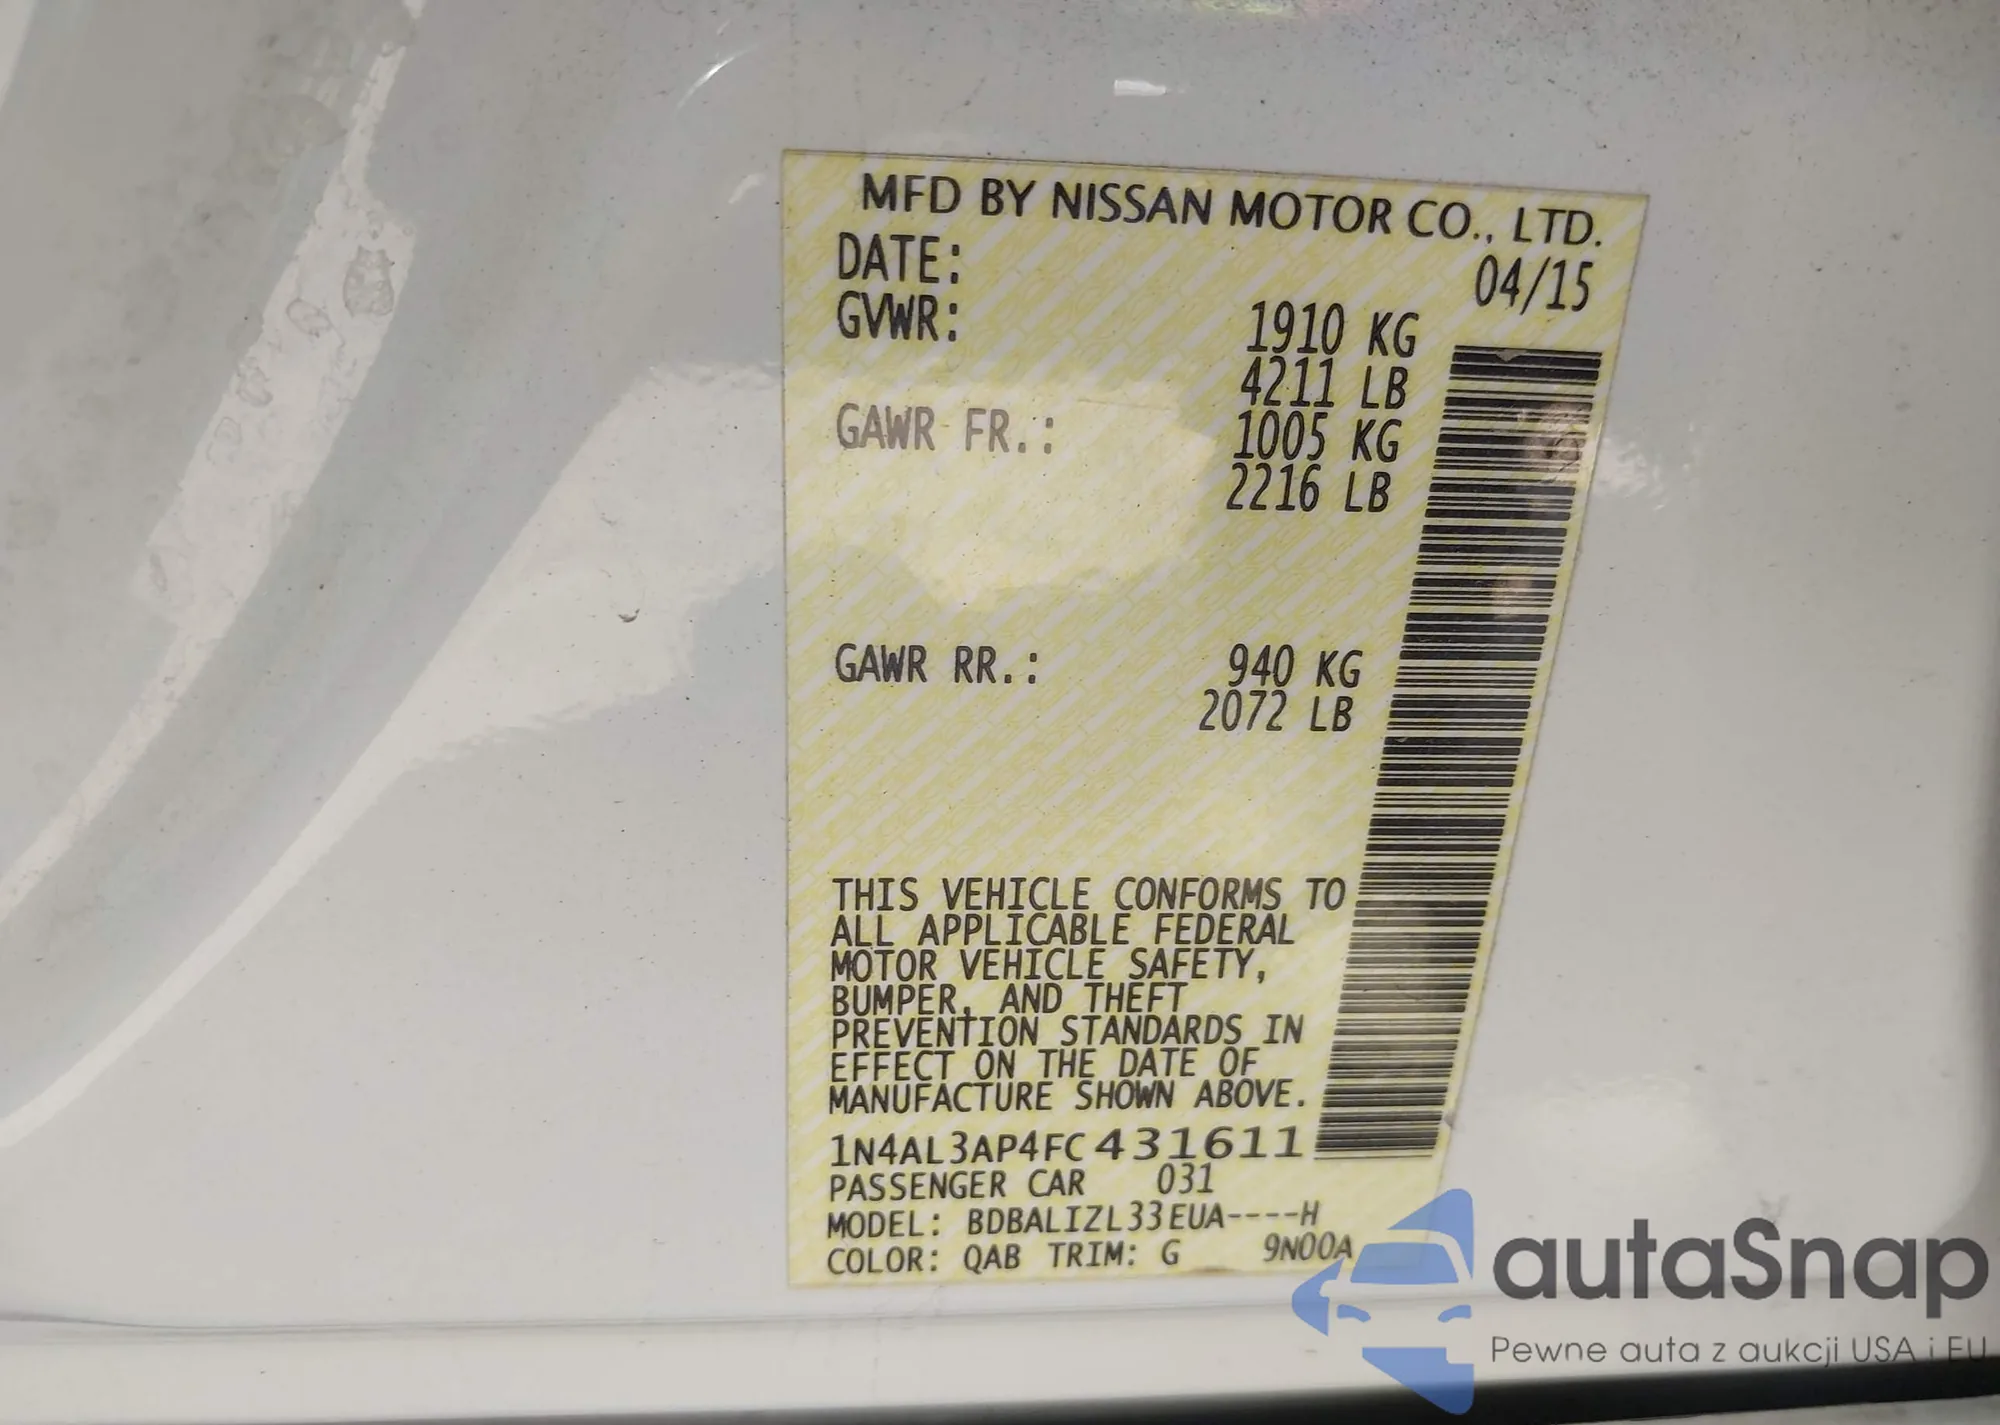 MFD BY NISSAN MOTOR CO., LTD.
DATE: 04/15
GVWR: 1910 KG
4211 LB
GAWR FR.: 1005 KG
2216 LB
GAWR RR.: 940 KG
2072 LB
THIS VEHICLE CONFORMS TO
ALL APPLICABLE FEDERAL
MOTOR VEHICLE SAFETY,
BUMPER, AND THEFT
PREVENTION STANDARDS IN
EFFECT ON THE DATE OF
MANUFACTURE SHOWN ABOVE.
1N4AL3AP4FC431611
PASSENGER CAR 031
MODEL: BDBALIZL33EUA----H
COLOR: QAB TRIM: G 9N00A
autaSnap
Pewne auta z aukcji USA i EU